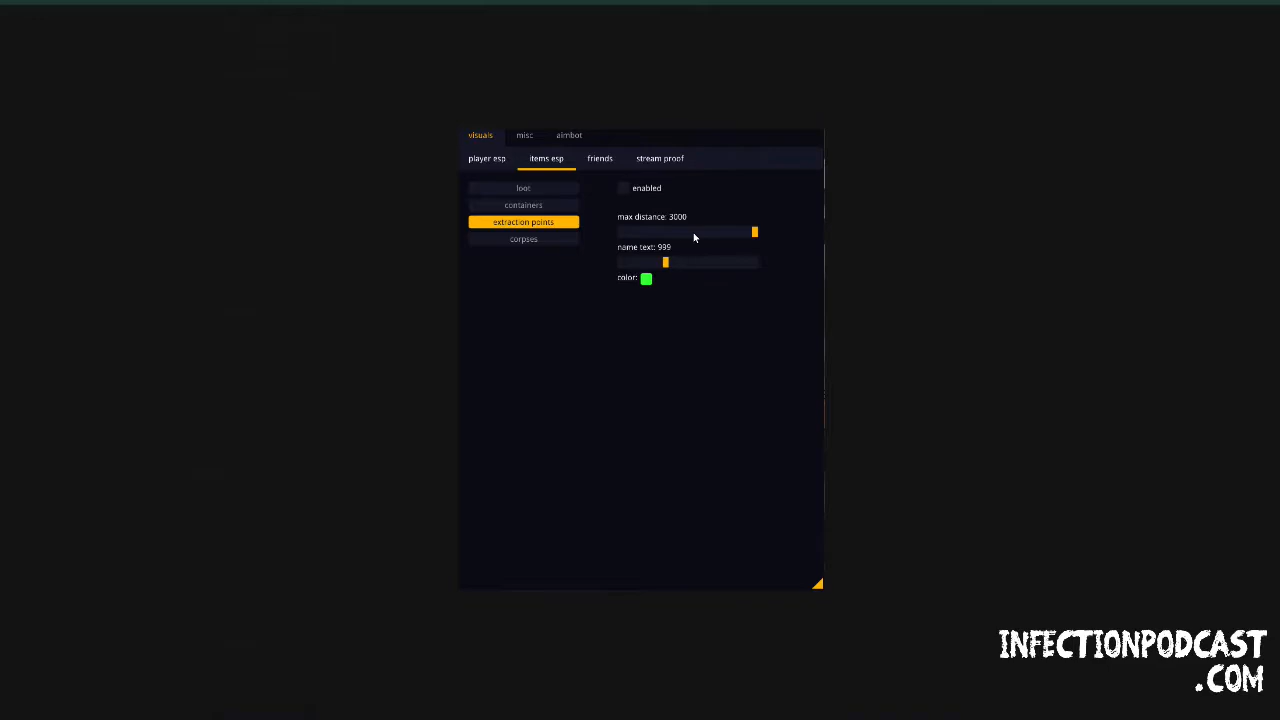 visuals misc aimbot
player esp items esp friends stream proof
loot
containers
extraction points
corpses
enabled
max distance: 3000
name text: 999
color:
INFECTIONPODCAST
.COM